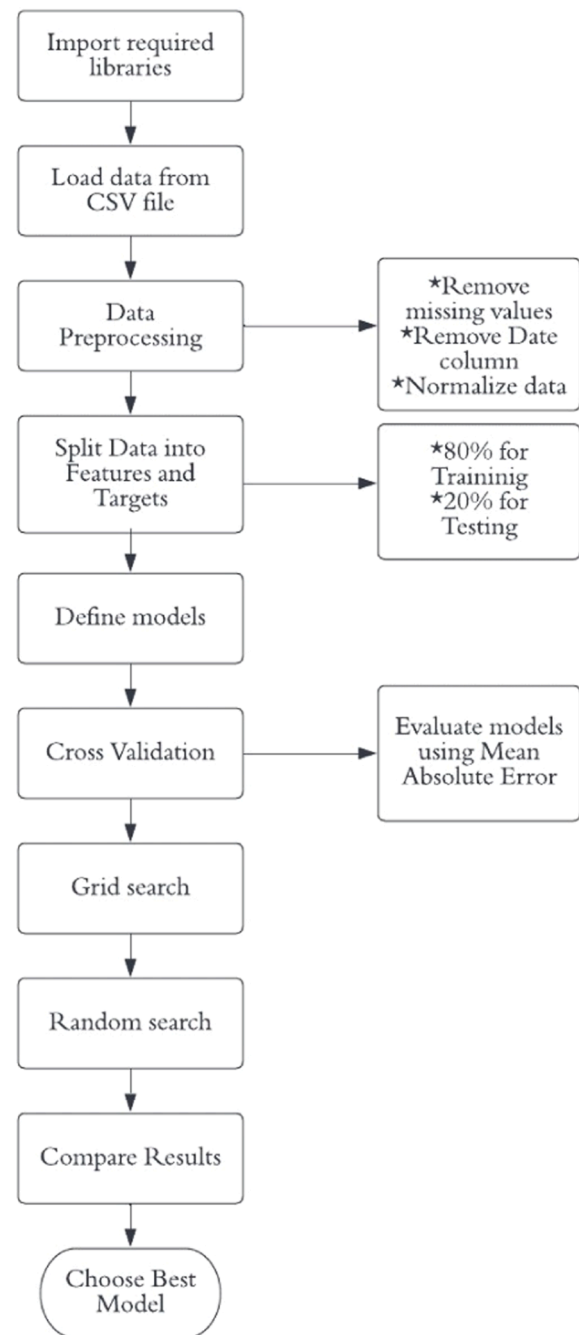 Import required
libraries
Load data from
CSV file
Data
Preprocessing
★Remove
missing values
★Remove Date
column
★Normalize data
Split Data into
Features and
Targets
★80% for
Traininig
★20% for
Testing
Define models
Cross Validation
Evaluate models
using Mean
Absolute Error
Grid search
Random search
Compare Results
Choose Best
Model